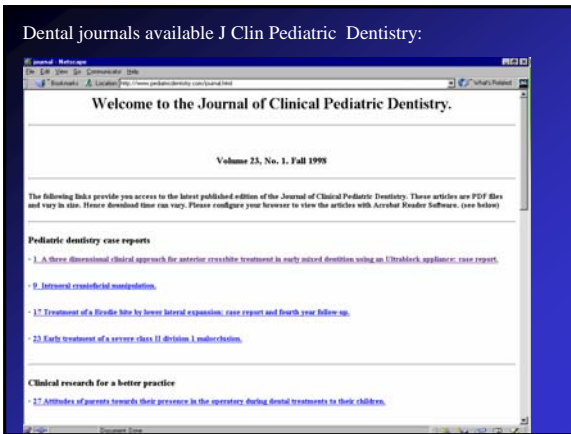 Dental journals available J Clin Pediatric Dentistry:
journal - Netscape
File Edit View Go Communicator Help
Bookmarks Location: http://www.pediatricdentistry.com/journal.html What's Related
Welcome to the Journal of Clinical Pediatric Dentistry.
Volume 23, No. 1. Fall 1998
The following links provide you access to the latest published edition of the Journal of Clinical Pediatric Dentistry. These articles are PDF files
and vary in size. Hence download time can vary. Please configure your browser to view the articles with Acrobat Reader Software. (see below)
Pediatric dentistry case reports
- 1 A three dimensional clinical approach for anterior crossbite treatment in early mixed dentition using an Ultrablock appliance: case report.
- 9 Intraoral craniofacial manipulation.
- 17 Treatment of a Brodie bite by lower lateral expansion: case report and fourth year follow-up.
- 23 Early treatment of a severe class II division 1 malocclusion.
Clinical research for a better practice
- 27 Attitudes of parents towards their presence in the operatory during dental treatments to their children.
Document Done